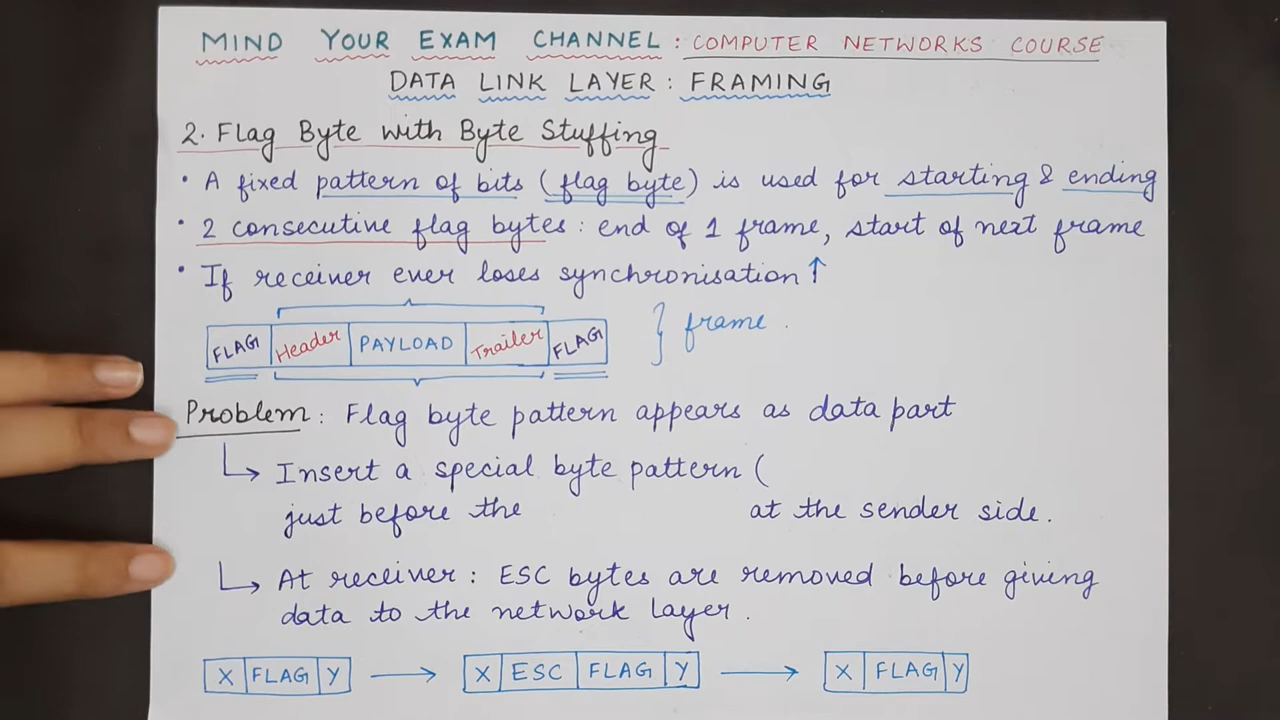 MIND YOUR EXAM CHANNEL : COMPUTER NETWORKS COURSE
DATA LINK LAYER : FRAMING
2. Flag Byte with Byte Stuffing
• A fixed pattern of bits (flag byte) is used for starting & ending
• 2 consecutive flag bytes : end of 1 frame, start of next frame
• If receiver ever loses synchronisation ↑
FLAG Header PAYLOAD Trailer FLAG } frame.
Problem : Flag byte pattern appears as data part
↳ Insert a special byte pattern (
just before the at the sender side.
↳ At receiver : ESC bytes are removed before giving
data to the network layer.
X FLAG Y → X ESC FLAG Y → X FLAG Y